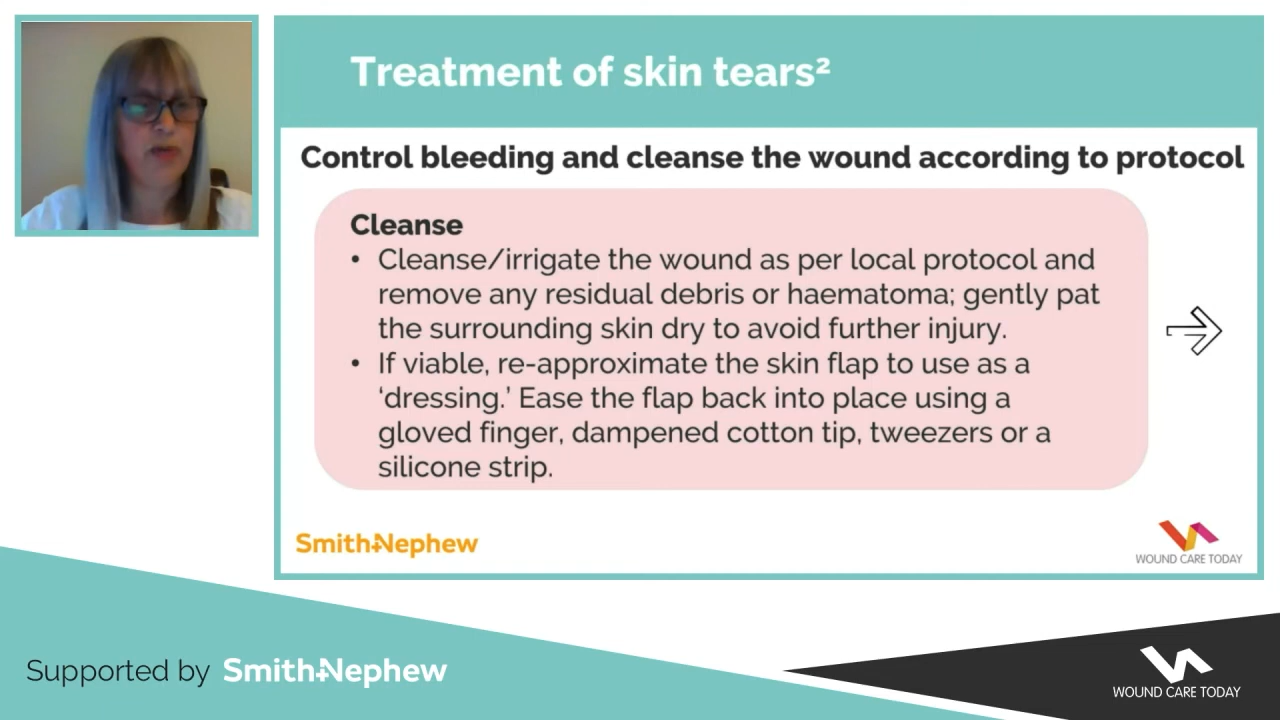 Treatment of skin tears²
Control bleeding and cleanse the wound according to protocol
Cleanse
• Cleanse/irrigate the wound as per local protocol and
remove any residual debris or haematoma; gently pat
the surrounding skin dry to avoid further injury.
• If viable, re-approximate the skin flap to use as a
‘dressing.’ Ease the flap back into place using a
gloved finger, dampened cotton tip, tweezers or a
silicone strip.
Smith+Nephew
WOUND CARE TODAY
Supported by Smith+Nephew
WOUND CARE TODAY